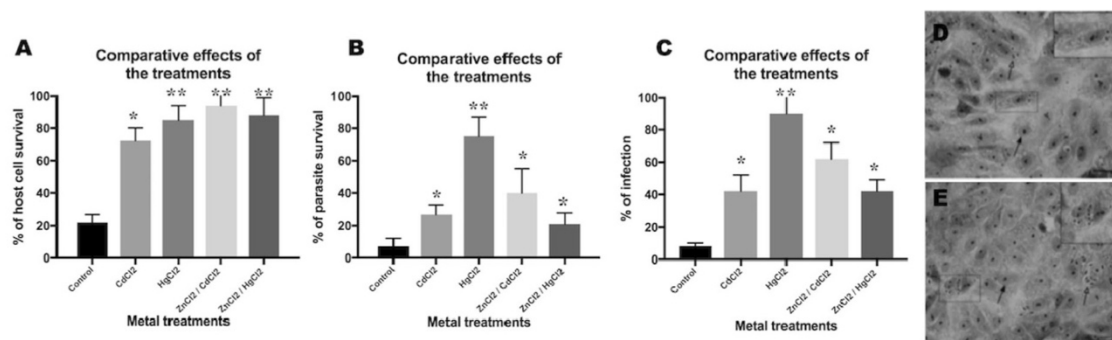 A
Comparative effects of
the treatments
% of host cell survival
100
80
60
40
20
0
*
**
**
**
Control
CdCl2
HgCl2
ZnCl2 / CdCl2
ZnCl2 / HgCl2
Metal treatments
B
Comparative effects of
the treatments
% of parasite survival
100
80
60
40
20
0
*
**
*
*
Control
CdCl2
HgCl2
ZnCl2 / CdCl2
ZnCl2 / HgCl2
Metal treatments
C
Comparative effects of
the treatments
% of infection
100
80
60
40
20
0
*
**
*
*
Control
CdCl2
HgCl2
ZnCl2 / CdCl2
ZnCl2 / HgCl2
Metal treatments
D
E